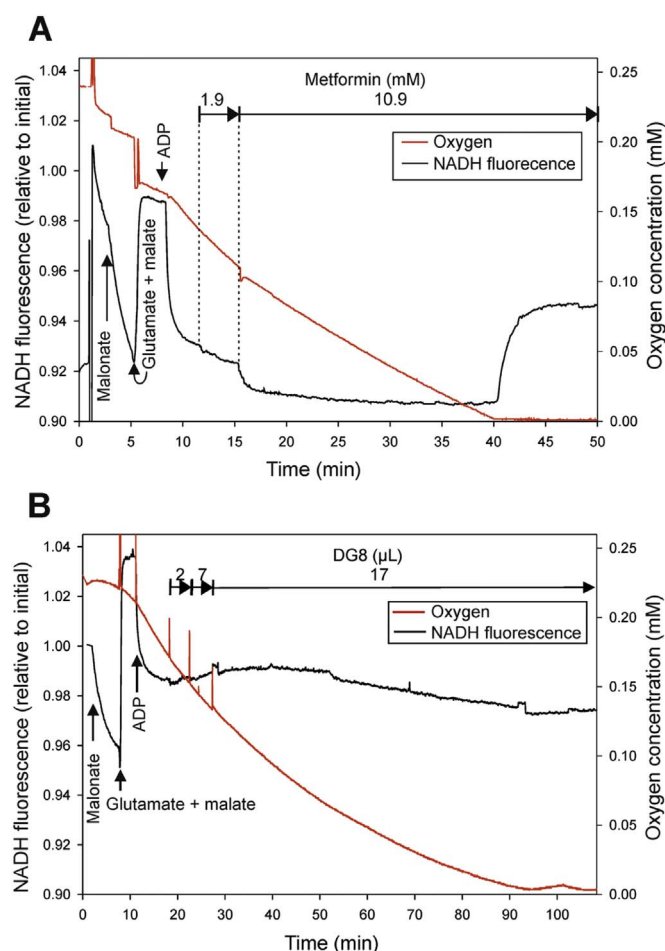 A
Metformin (mM)
1.9
10.9
ADP
Oxygen
NADH fluorecence
Malonate
Glutamate + malate
NADH fluorescence (relative to initial)
1.04
1.02
1.00
0.98
0.96
0.94
0.92
0.90
0.25
0.20
0.15
0.10
0.05
0.00
Oxygen concentration (mM)
0 5 10 15 20 25 30 35 40 45 50
Time (min)
B
DG8 (µL)
2 7 17
Oxygen
NADH fluorescence
ADP
Malonate
Glutamate + malate
NADH fluorescence (relative to initial)
1.04
1.02
1.00
0.98
0.96
0.94
0.92
0.90
0.25
0.20
0.15
0.10
0.05
0.00
Oxygen concentration (mM)
0 10 20 30 40 50 60 70 80 90 100
Time (min)